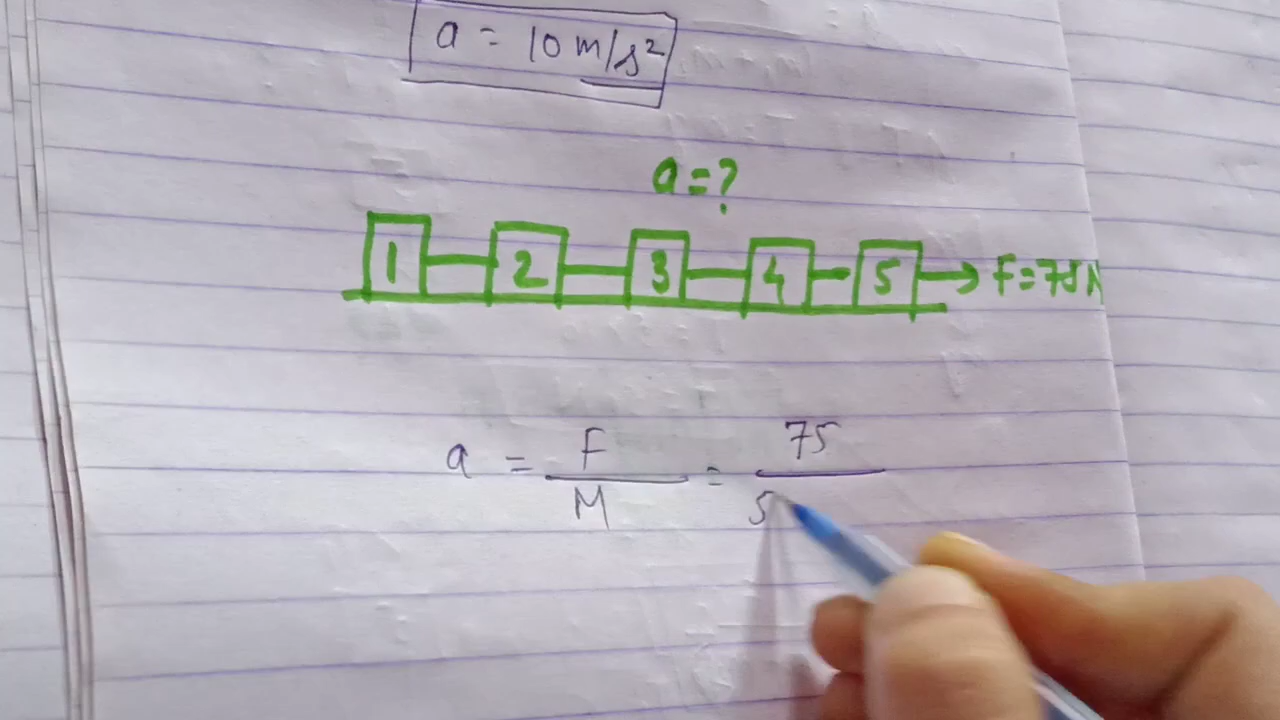 a = 10 m/s²
a = ?
1 2 3 4 5 → F = 75 N
a = F/M = 75/5